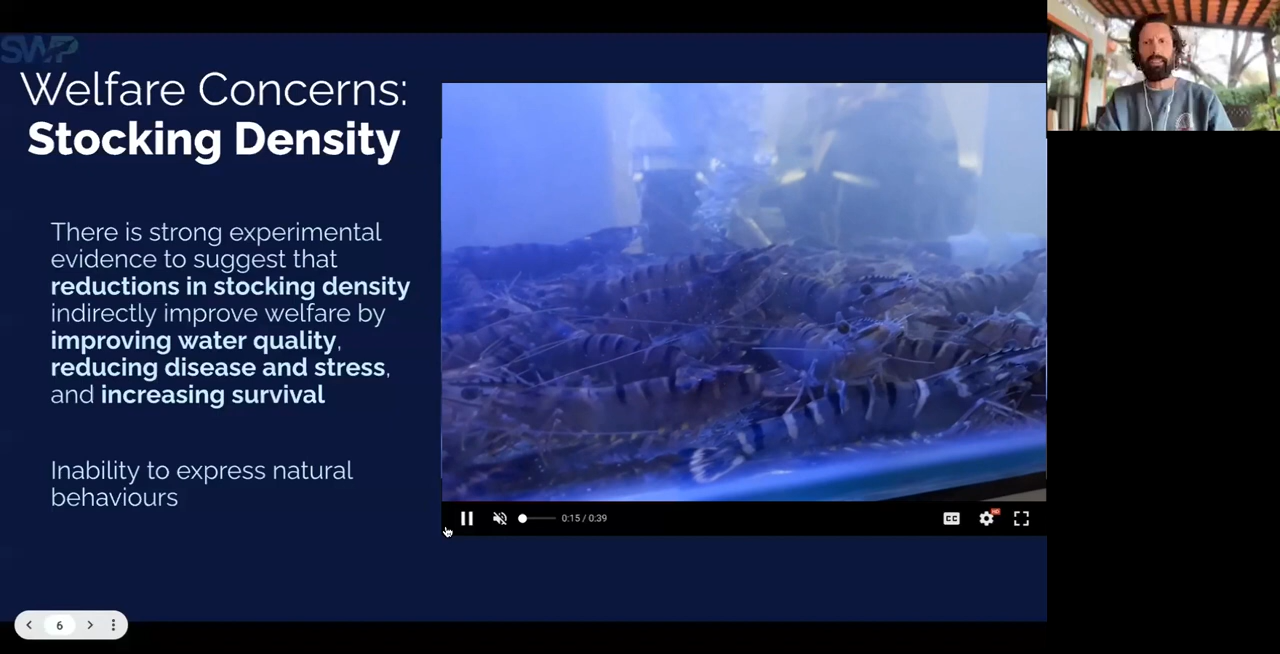 SWP
Welfare Concerns:
Stocking Density
There is strong experimental
evidence to suggest that
reductions in stocking density
indirectly improve welfare by
improving water quality,
reducing disease and stress,
and increasing survival
Inability to express natural
behaviours
0:15 / 0:39
CC
HD
6